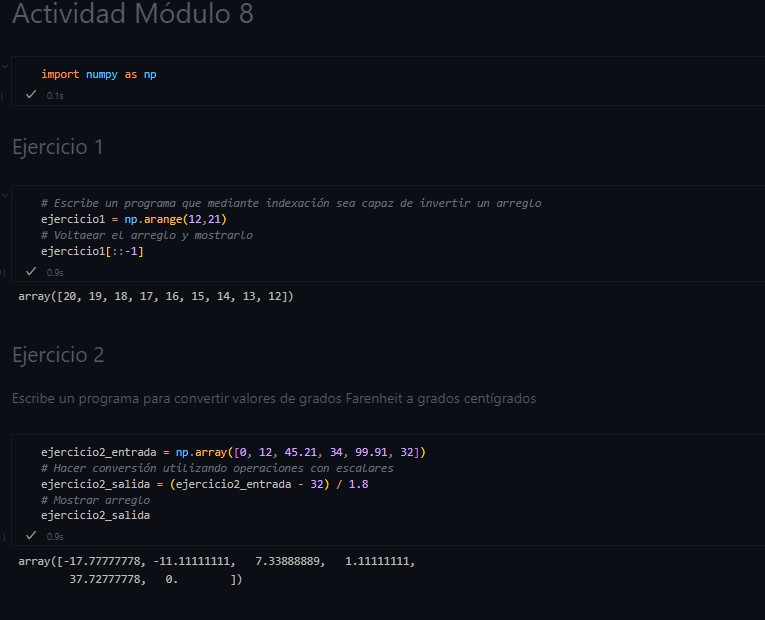 Actividad Módulo 8
import numpy as np
0.1s
Ejercicio 1
# Escribe un programa que mediante indexación sea capaz de invertir un arreglo
ejercicio1 = np.arange(12,21)
# Voltaear el arreglo y mostrarlo
ejercicio1[::-1]
0.9s
array([20, 19, 18, 17, 16, 15, 14, 13, 12])
Ejercicio 2
Escribe un programa para convertir valores de grados Farenheit a grados centígrados
ejercicio2_entrada = np.array([0, 12, 45.21, 34, 99.91, 32])
# Hacer conversión utilizando operaciones con escalares
ejercicio2_salida = (ejercicio2_entrada - 32) / 1.8
# Mostrar arreglo
ejercicio2_salida
0.9s
array([-17.77777778, -11.11111111,   7.33888889,   1.11111111,
        37.72777778,   0.        ])